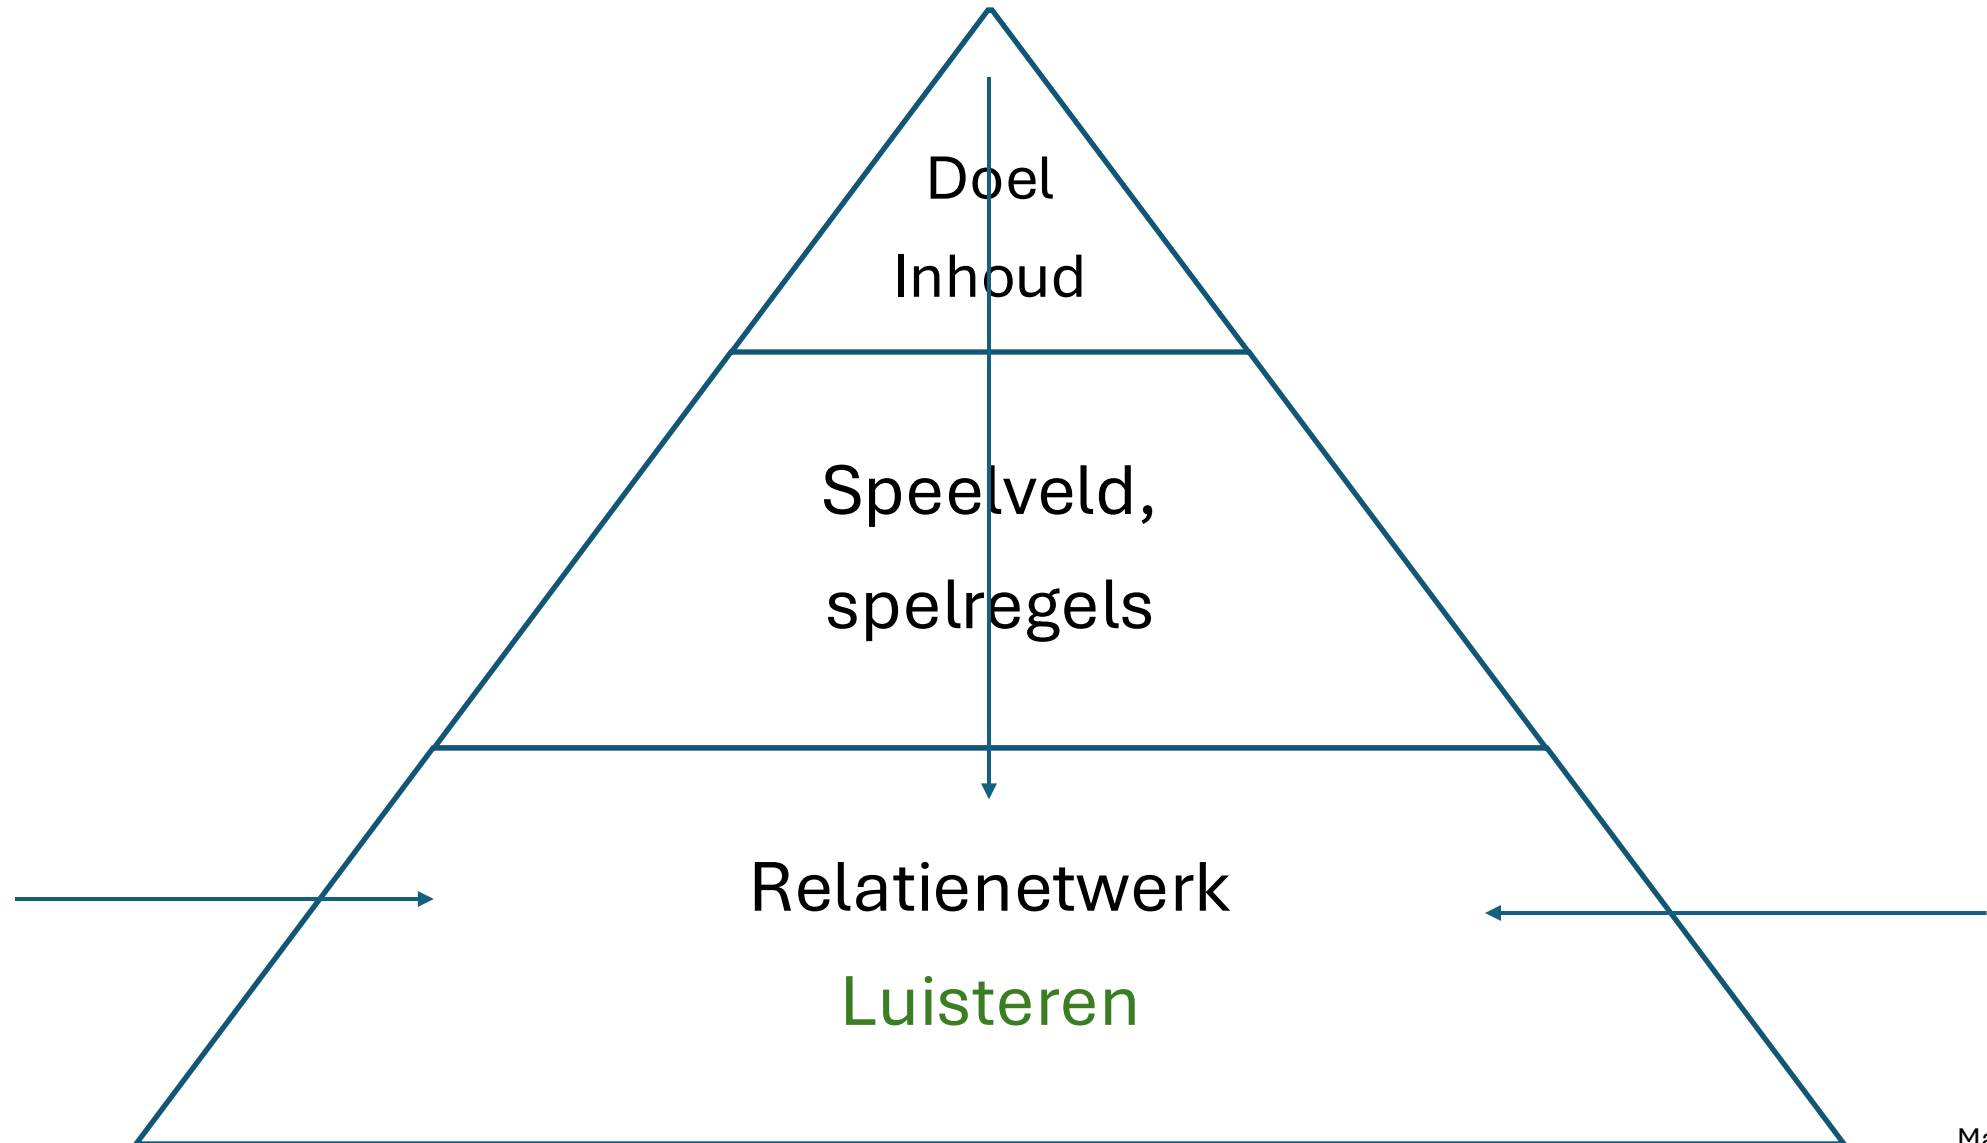 Doel
Inhoud
Speelveld,
spelregels
Relatienetwerk
Luisteren